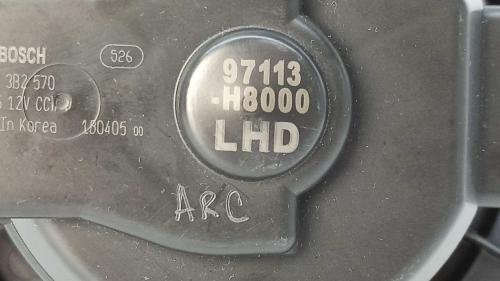 BOSCH
526
3B2 570
12V CC
In Korea
180405 00
97113
-H8000
LHD
ARC